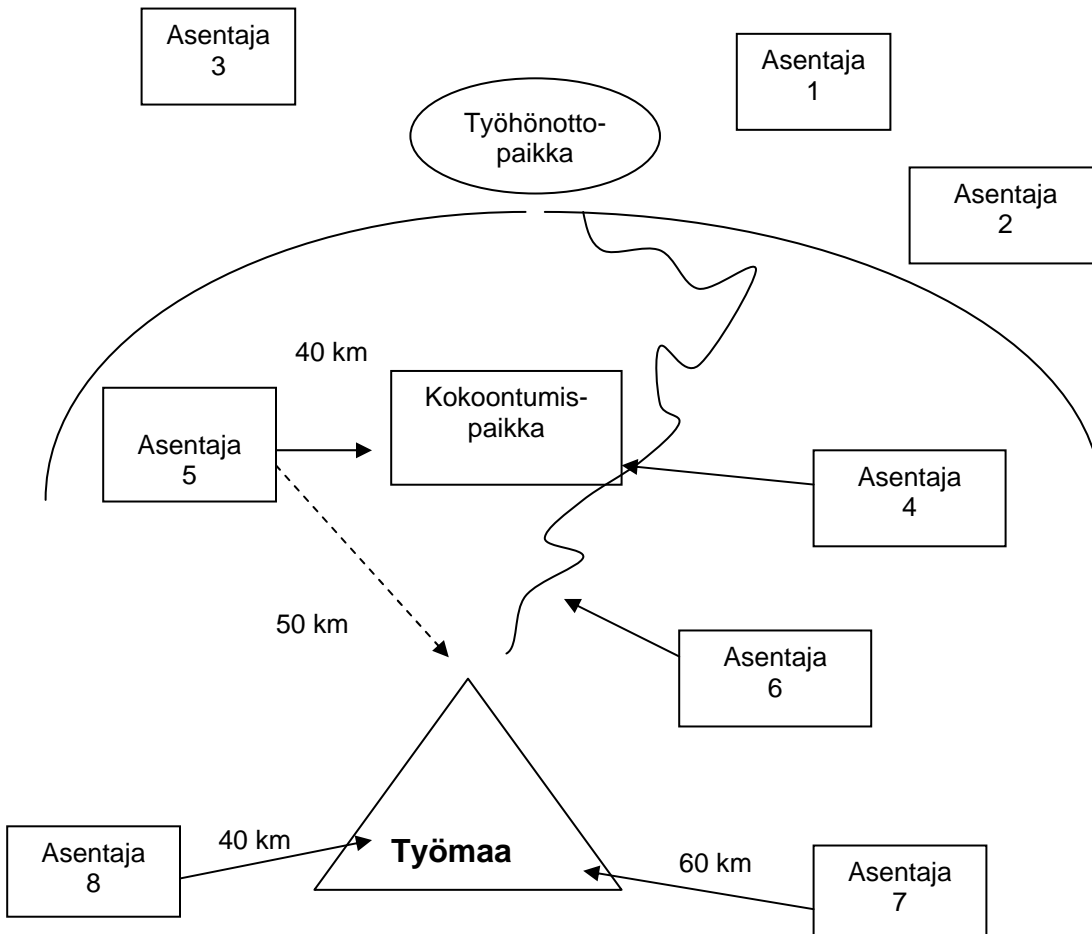 Asentaja
3
Asentaja
1
Työhönotto-
paikka
Asentaja
2
40 km
Kokoontumis-
paikka
Asentaja
5
Asentaja
4
50 km
Asentaja
6
Asentaja
8
40 km
Työmaa
60 km
Asentaja
7